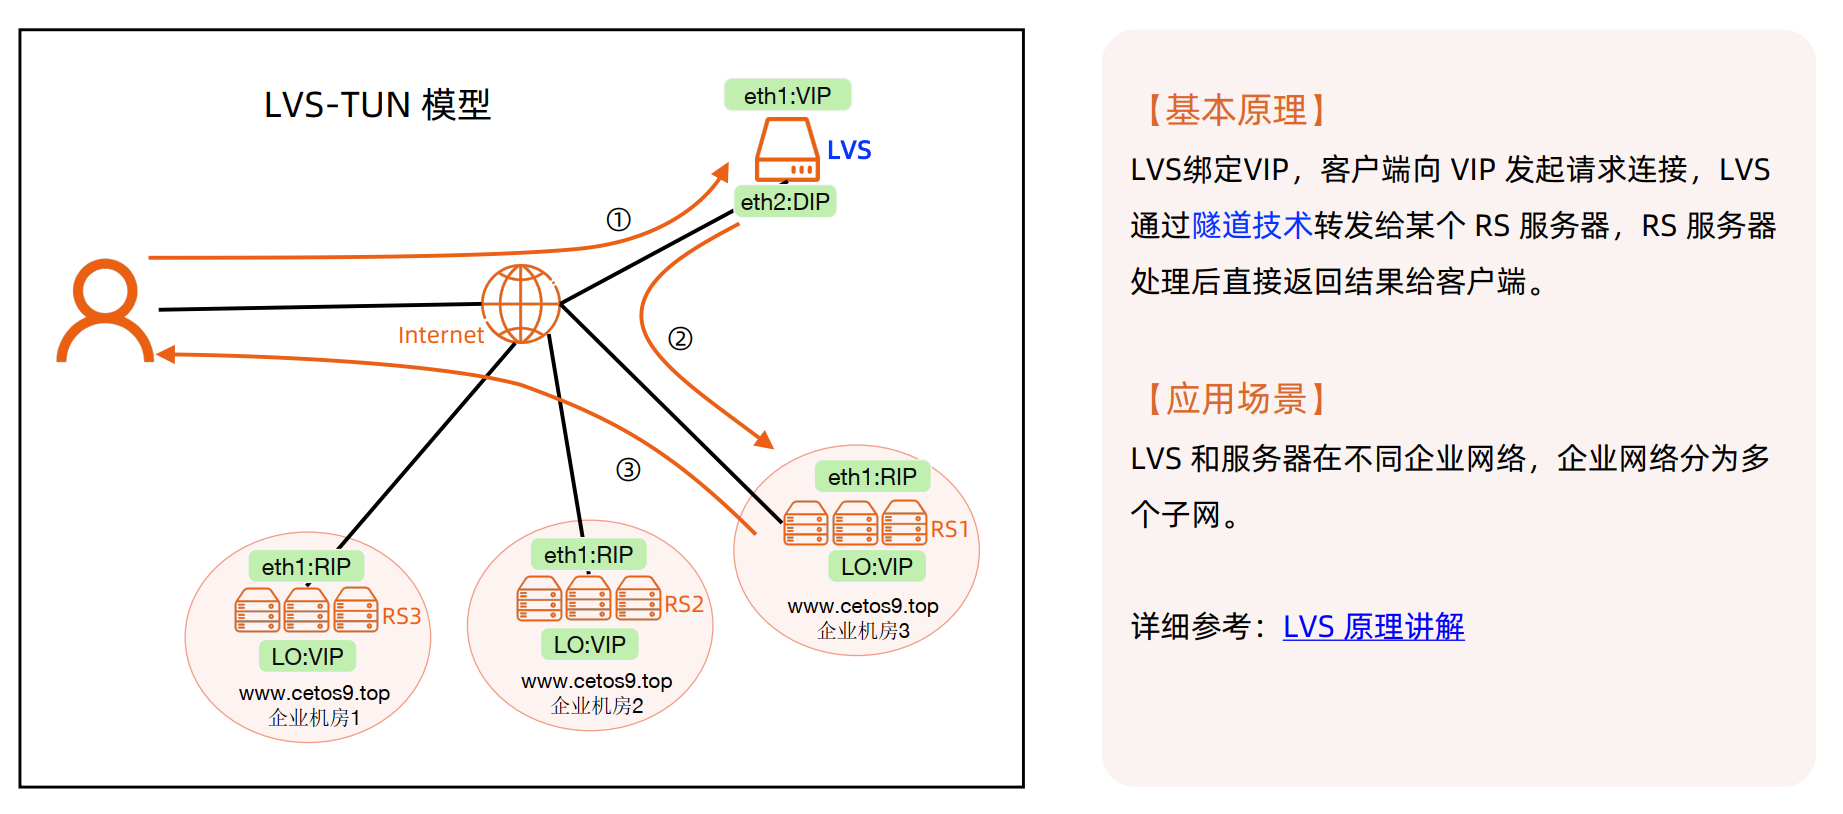 LVS-TUN 模型
eth1:VIP
LVS
eth2:DIP
①
Internet
②
③
eth1:RIP
RS1
LO:VIP
www.cetos9.top
企业机房3
eth1:RIP
RS2
LO:VIP
www.cetos9.top
企业机房2
eth1:RIP
RS3
LO:VIP
www.cetos9.top
企业机房1
【基本原理】
LVS绑定VIP，客户端向 VIP 发起请求连接，LVS
通过隧道技术转发给某个 RS 服务器，RS 服务器
处理后直接返回结果给客户端。
【应用场景】
LVS 和服务器在不同企业网络，企业网络分为多
个子网。
详细参考：LVS 原理讲解